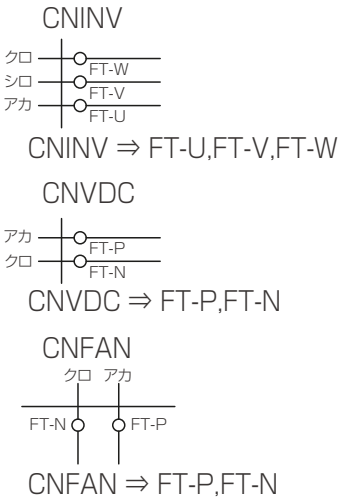 CNINV
クロ
FT-W
シロ
FT-V
アカ
FT-U
CNINV ⇒ FT-U,FT-V,FT-W
CNVDC
アカ
FT-P
クロ
FT-N
CNVDC ⇒ FT-P,FT-N
CNFAN
クロ アカ
FT-N FT-P
CNFAN ⇒ FT-P,FT-N